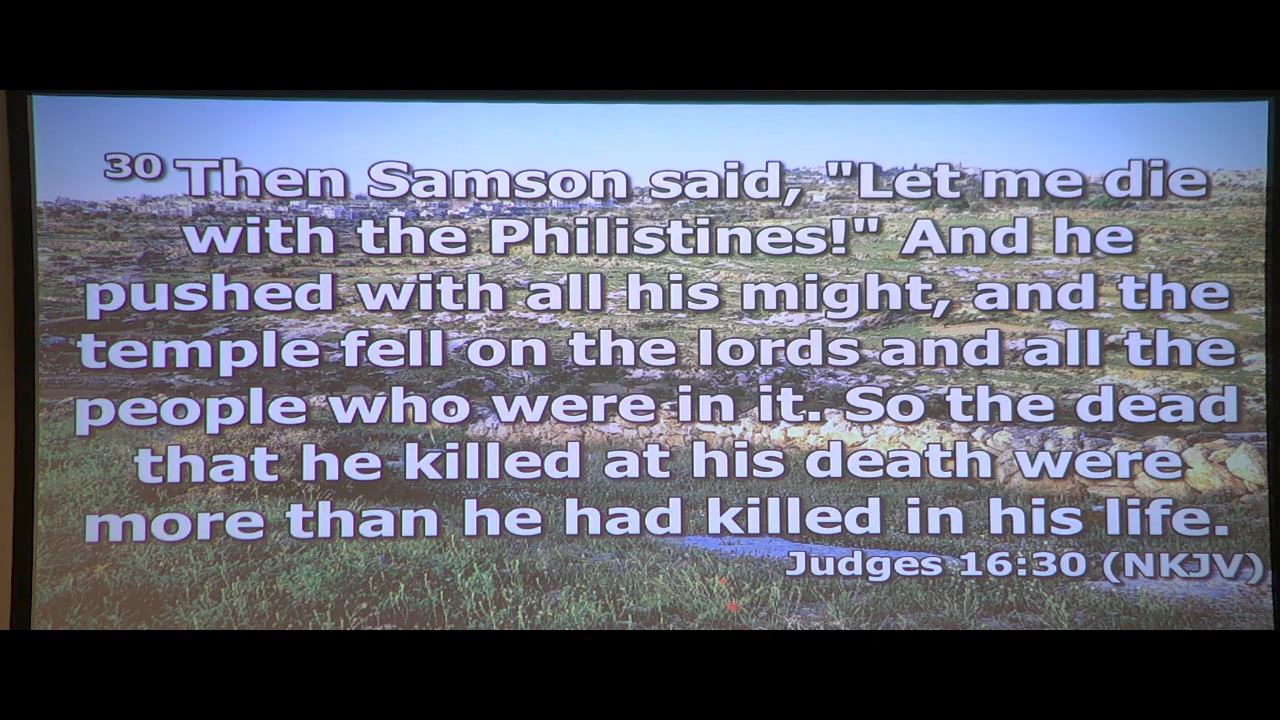 30 Then Samson said, "Let me die
with the Philistines!" And he
pushed with all his might, and the
temple fell on the lords and all the
people who were in it. So the dead
that he killed at his death were
more than he had killed in his life.
Judges 16:30 (NKJV)